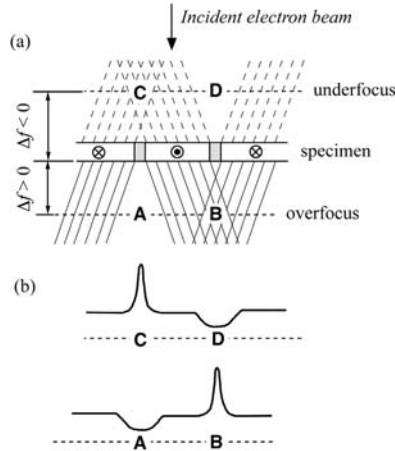 Incident electron beam
(a)
C D underfocus
Δf < 0
specimen
Δf > 0
A B overfocus
(b)
C D
A B